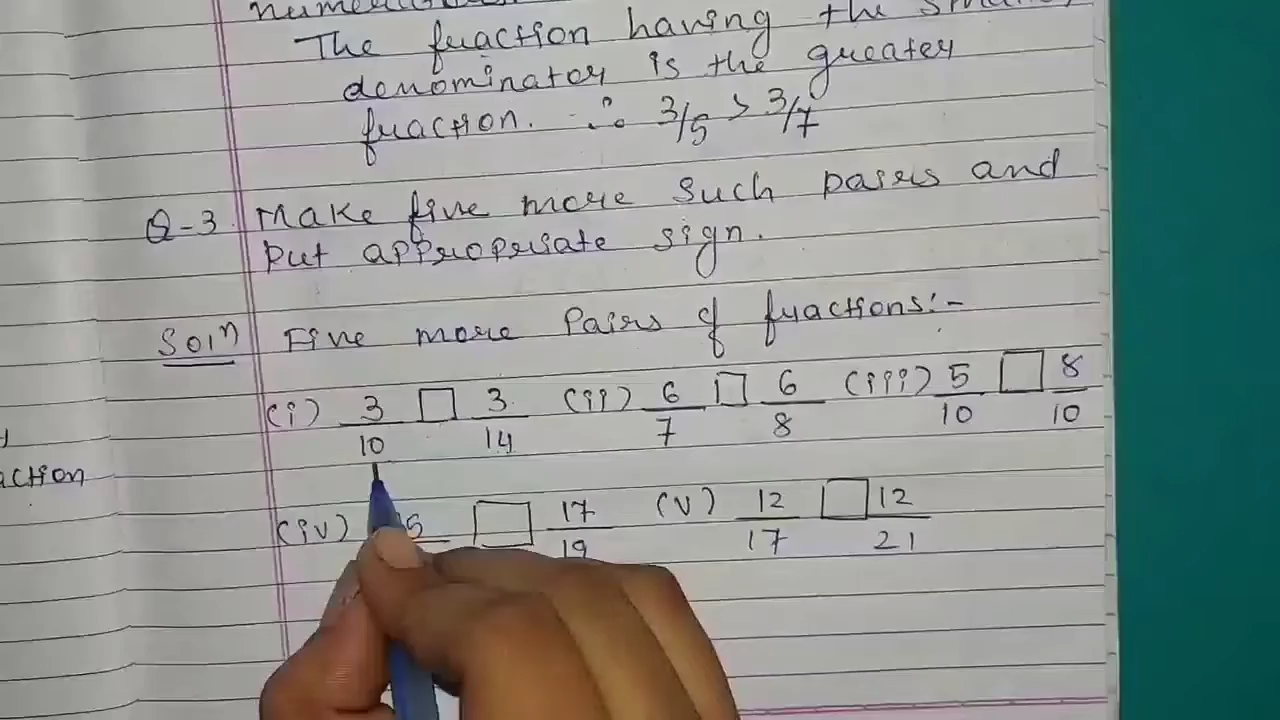 The fraction having the
denominator is the greater
fraction. ∴ 3/5 > 3/7
Q-3. Make five more such pairs and
put appropriate sign.
Soln Five more Pairs of fractions:-
(i) 3/10 □ 3/14 (ii) 6/7 □ 6/8 (iii) 5/10 □ 8/10
(iv) □ 17/19 (v) 12/17 □ 12/21
action